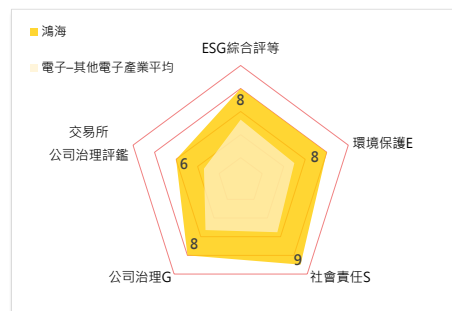 鴻海
電子–其他電子產業平均
ESG綜合評等
8
環境保護E
8
社會責任S
9
公司治理G
8
交易所
公司治理評鑑
6